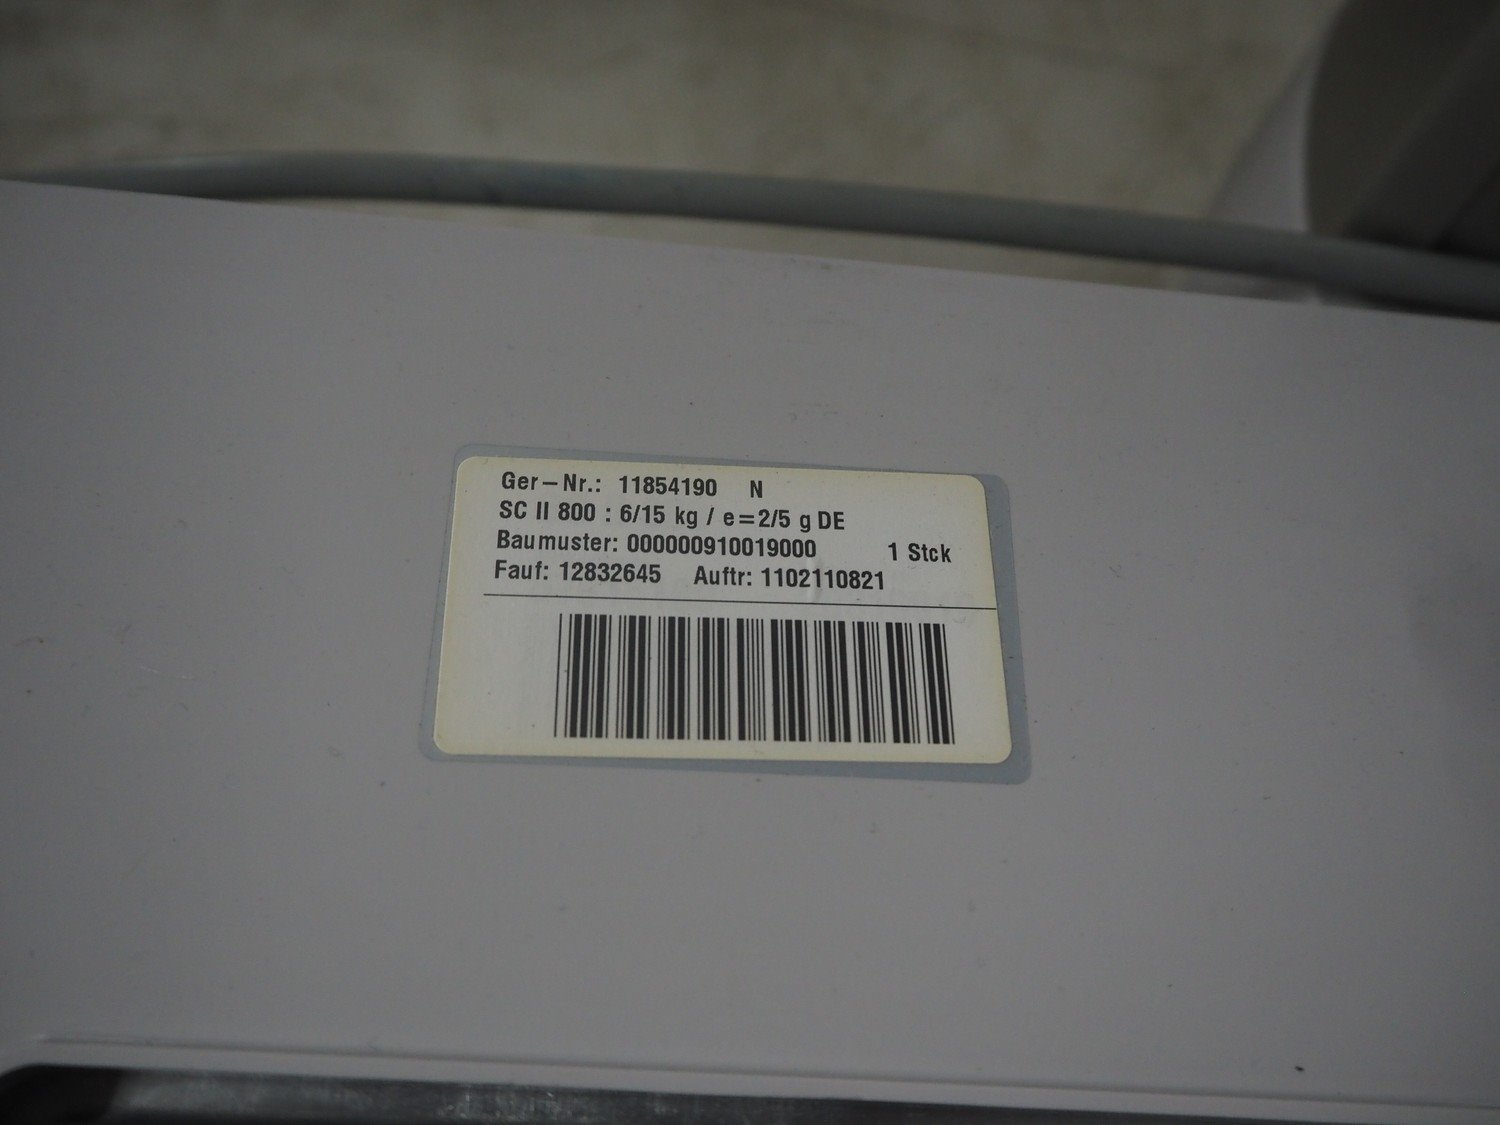 Ger-Nr.: 11854190 N
SC II 800 : 6/15 kg / e=2/5 g DE
Baumuster: 000000910019000 1 Stck
Fauf: 12832645 Auftr: 1102110821